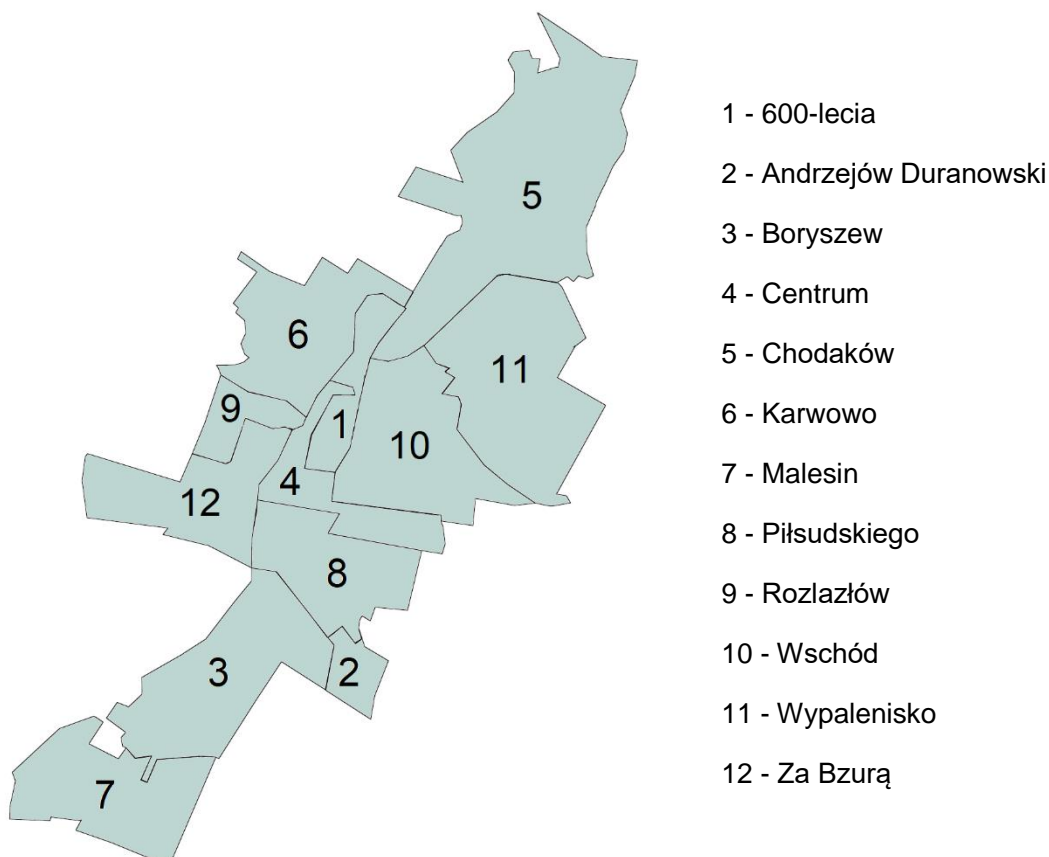 5
6
11
9
1
10
4
12
8
3
2
7
1 - 600-lecia
2 - Andrzejów Duranowski
3 - Boryszew
4 - Centrum
5 - Chodaków
6 - Karwowo
7 - Malesin
8 - Piłsudskiego
9 - Rozlazłów
10 - Wschód
11 - Wypalenisko
12 - Za Bzurą